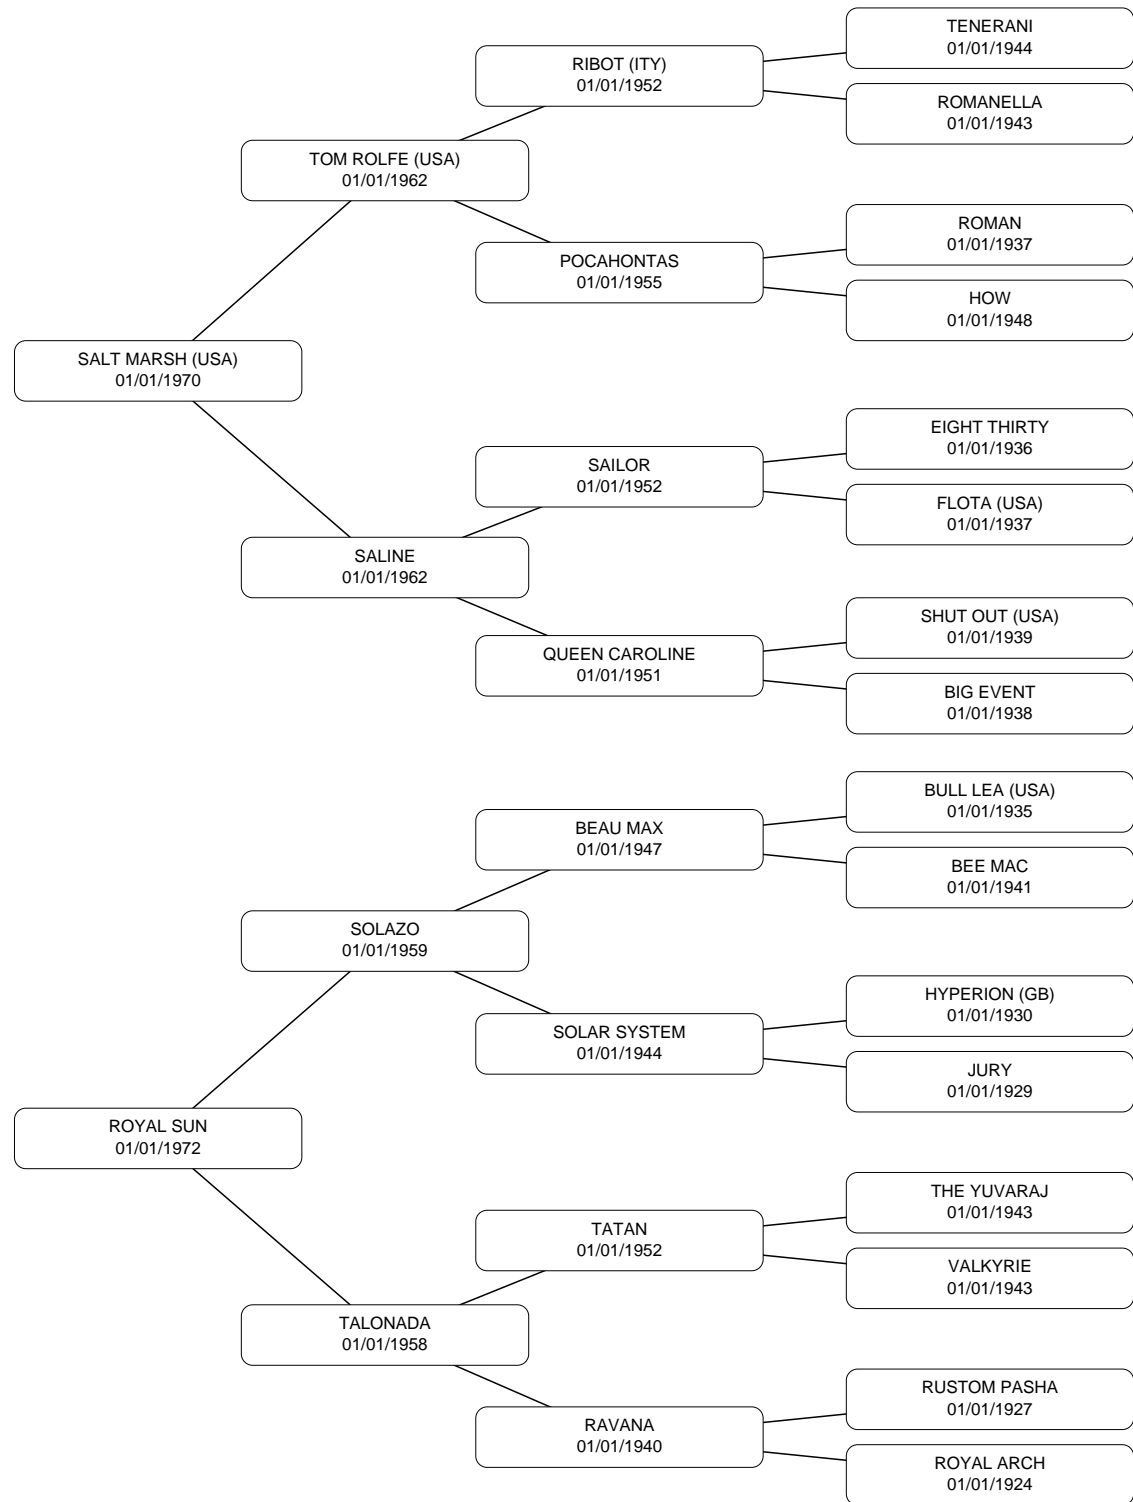 TENERANI
01/01/1944
RIBOT (ITY)
01/01/1952
ROMANELLA
01/01/1943
TOM ROLFE (USA)
01/01/1962
ROMAN
01/01/1937
POCAHONTAS
01/01/1955
HOW
01/01/1948
SALT MARSH (USA)
01/01/1970
EIGHT THIRTY
01/01/1936
SAILOR
01/01/1952
FLOTA (USA)
01/01/1937
SALINE
01/01/1962
SHUT OUT (USA)
01/01/1939
QUEEN CAROLINE
01/01/1951
BIG EVENT
01/01/1938
BULL LEA (USA)
01/01/1935
BEAU MAX
01/01/1947
BEE MAC
01/01/1941
SOLAZO
01/01/1959
HYPERION (GB)
01/01/1930
SOLAR SYSTEM
01/01/1944
JURY
01/01/1929
ROYAL SUN
01/01/1972
THE YUVARAJ
01/01/1943
TATAN
01/01/1952
VALKYRIE
01/01/1943
TALONADA
01/01/1958
RUSTOM PASHA
01/01/1927
RAVANA
01/01/1940
ROYAL ARCH
01/01/1924